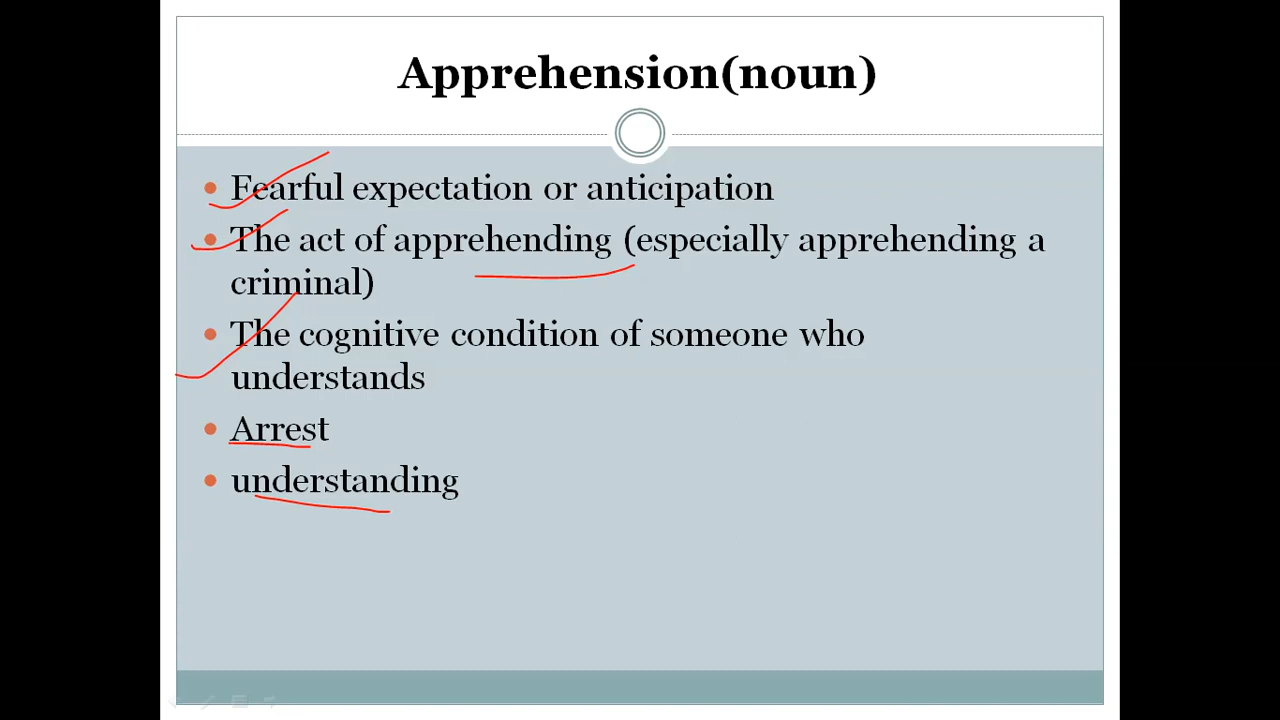 Apprehension(noun)
Fearful expectation or anticipation
The act of apprehending (especially apprehending a
criminal)
The cognitive condition of someone who
understands
Arrest
understanding